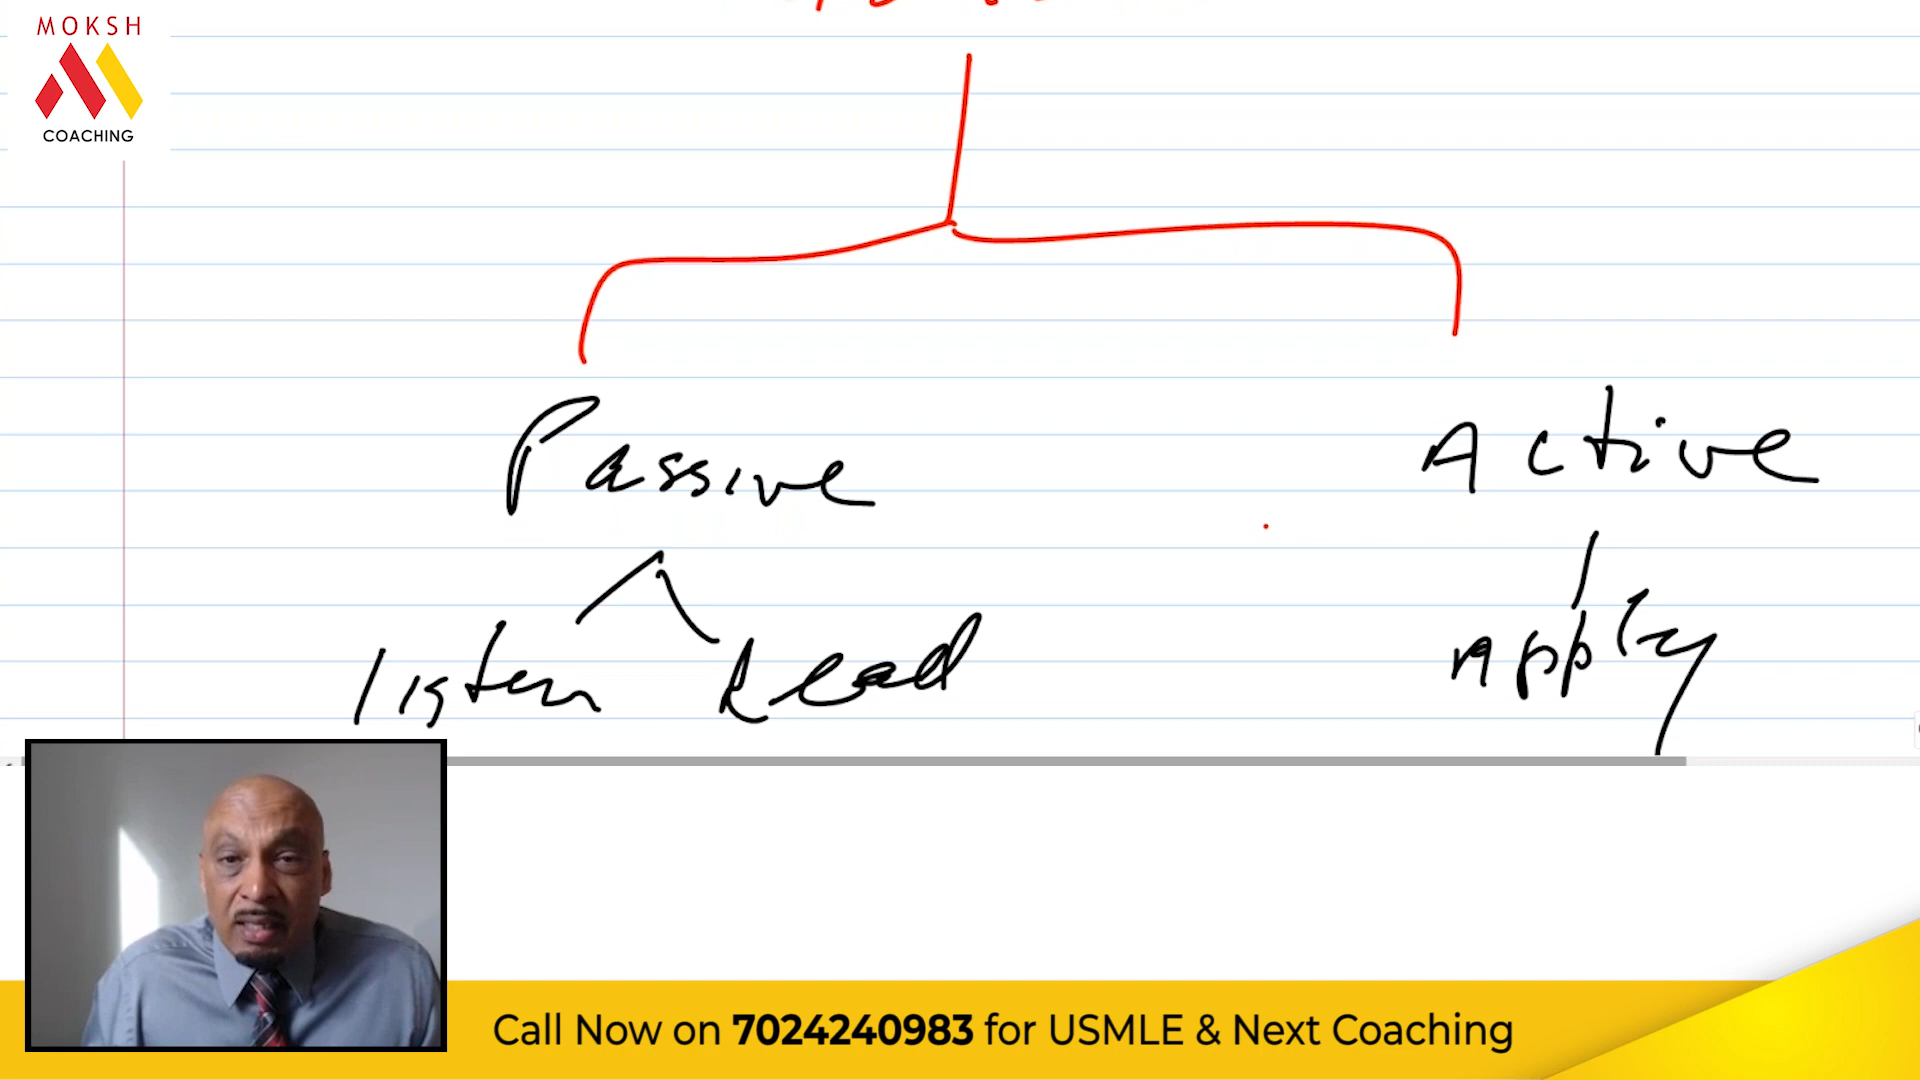 MOKSH
COACHING
Passive
Active
listen Read
Apply
Call Now on 7024240983 for USMLE & Next Coaching